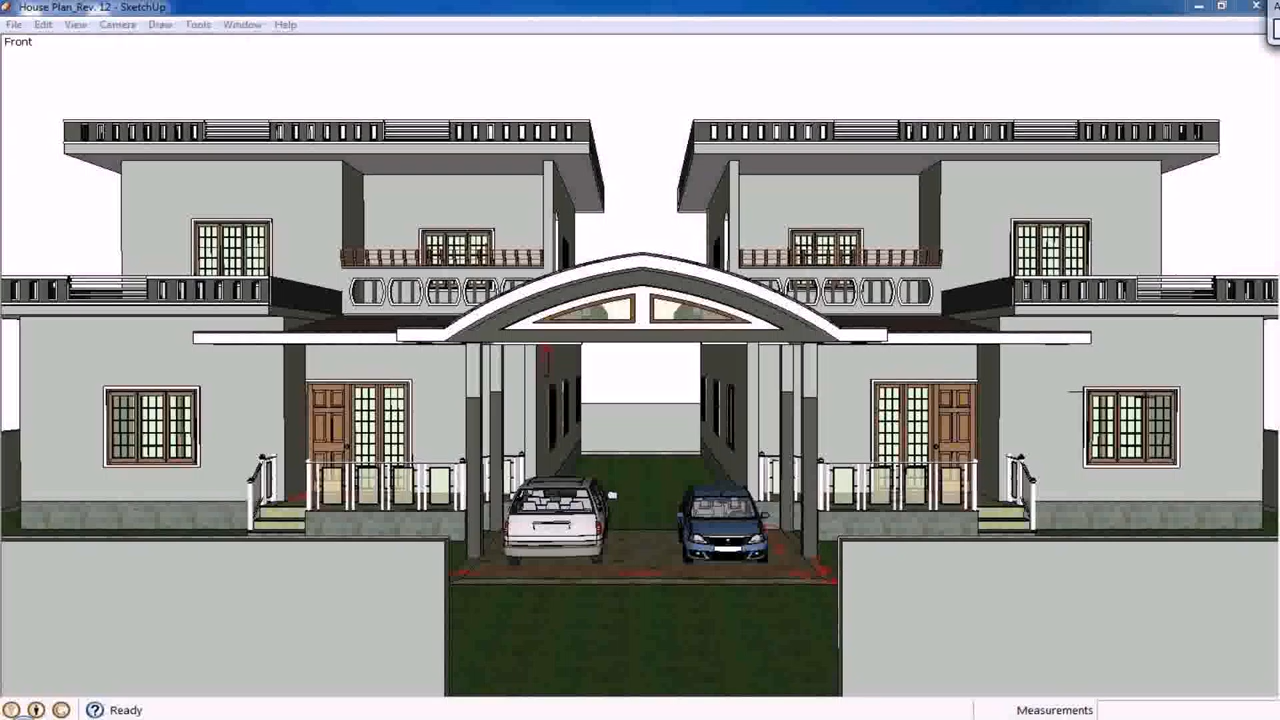 House Plan_Rev. 12 - SketchUp
File Edit View Camera Draw Tools Window Help
Front
Ready
Measurements